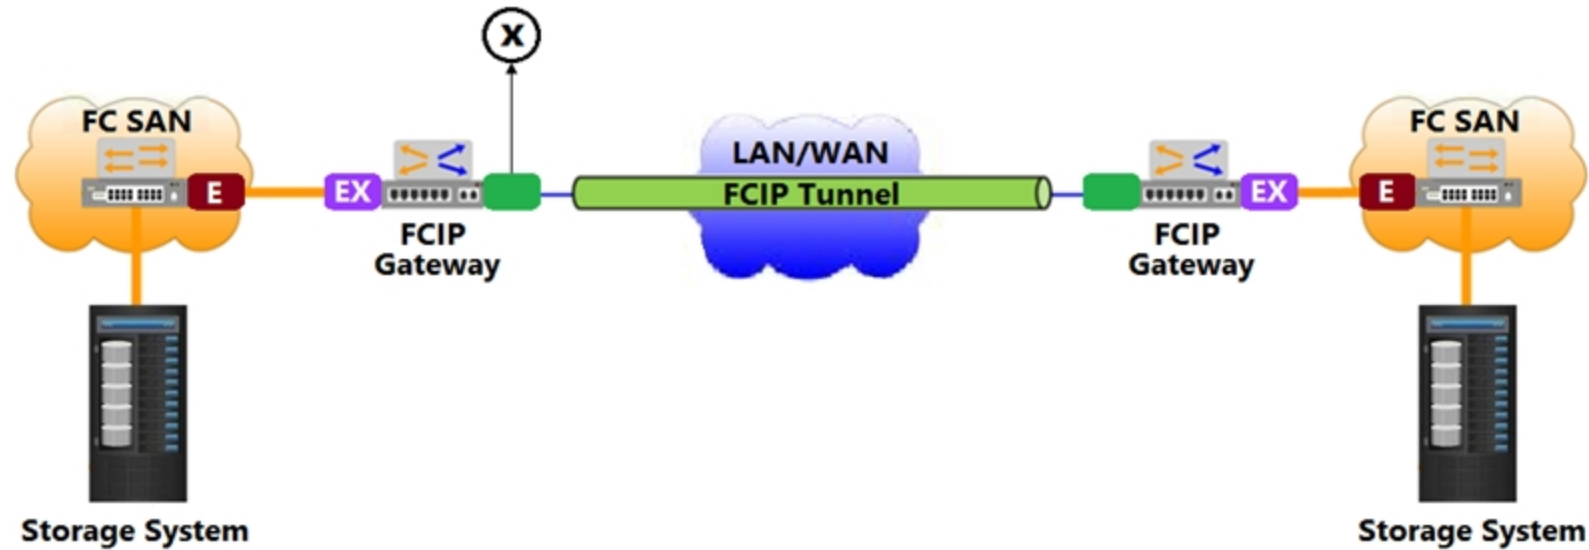 X
FC SAN
E
EX
FCIP
Gateway
LAN/WAN
FCIP Tunnel
FCIP
Gateway
EX
FC SAN
E
Storage System
Storage System